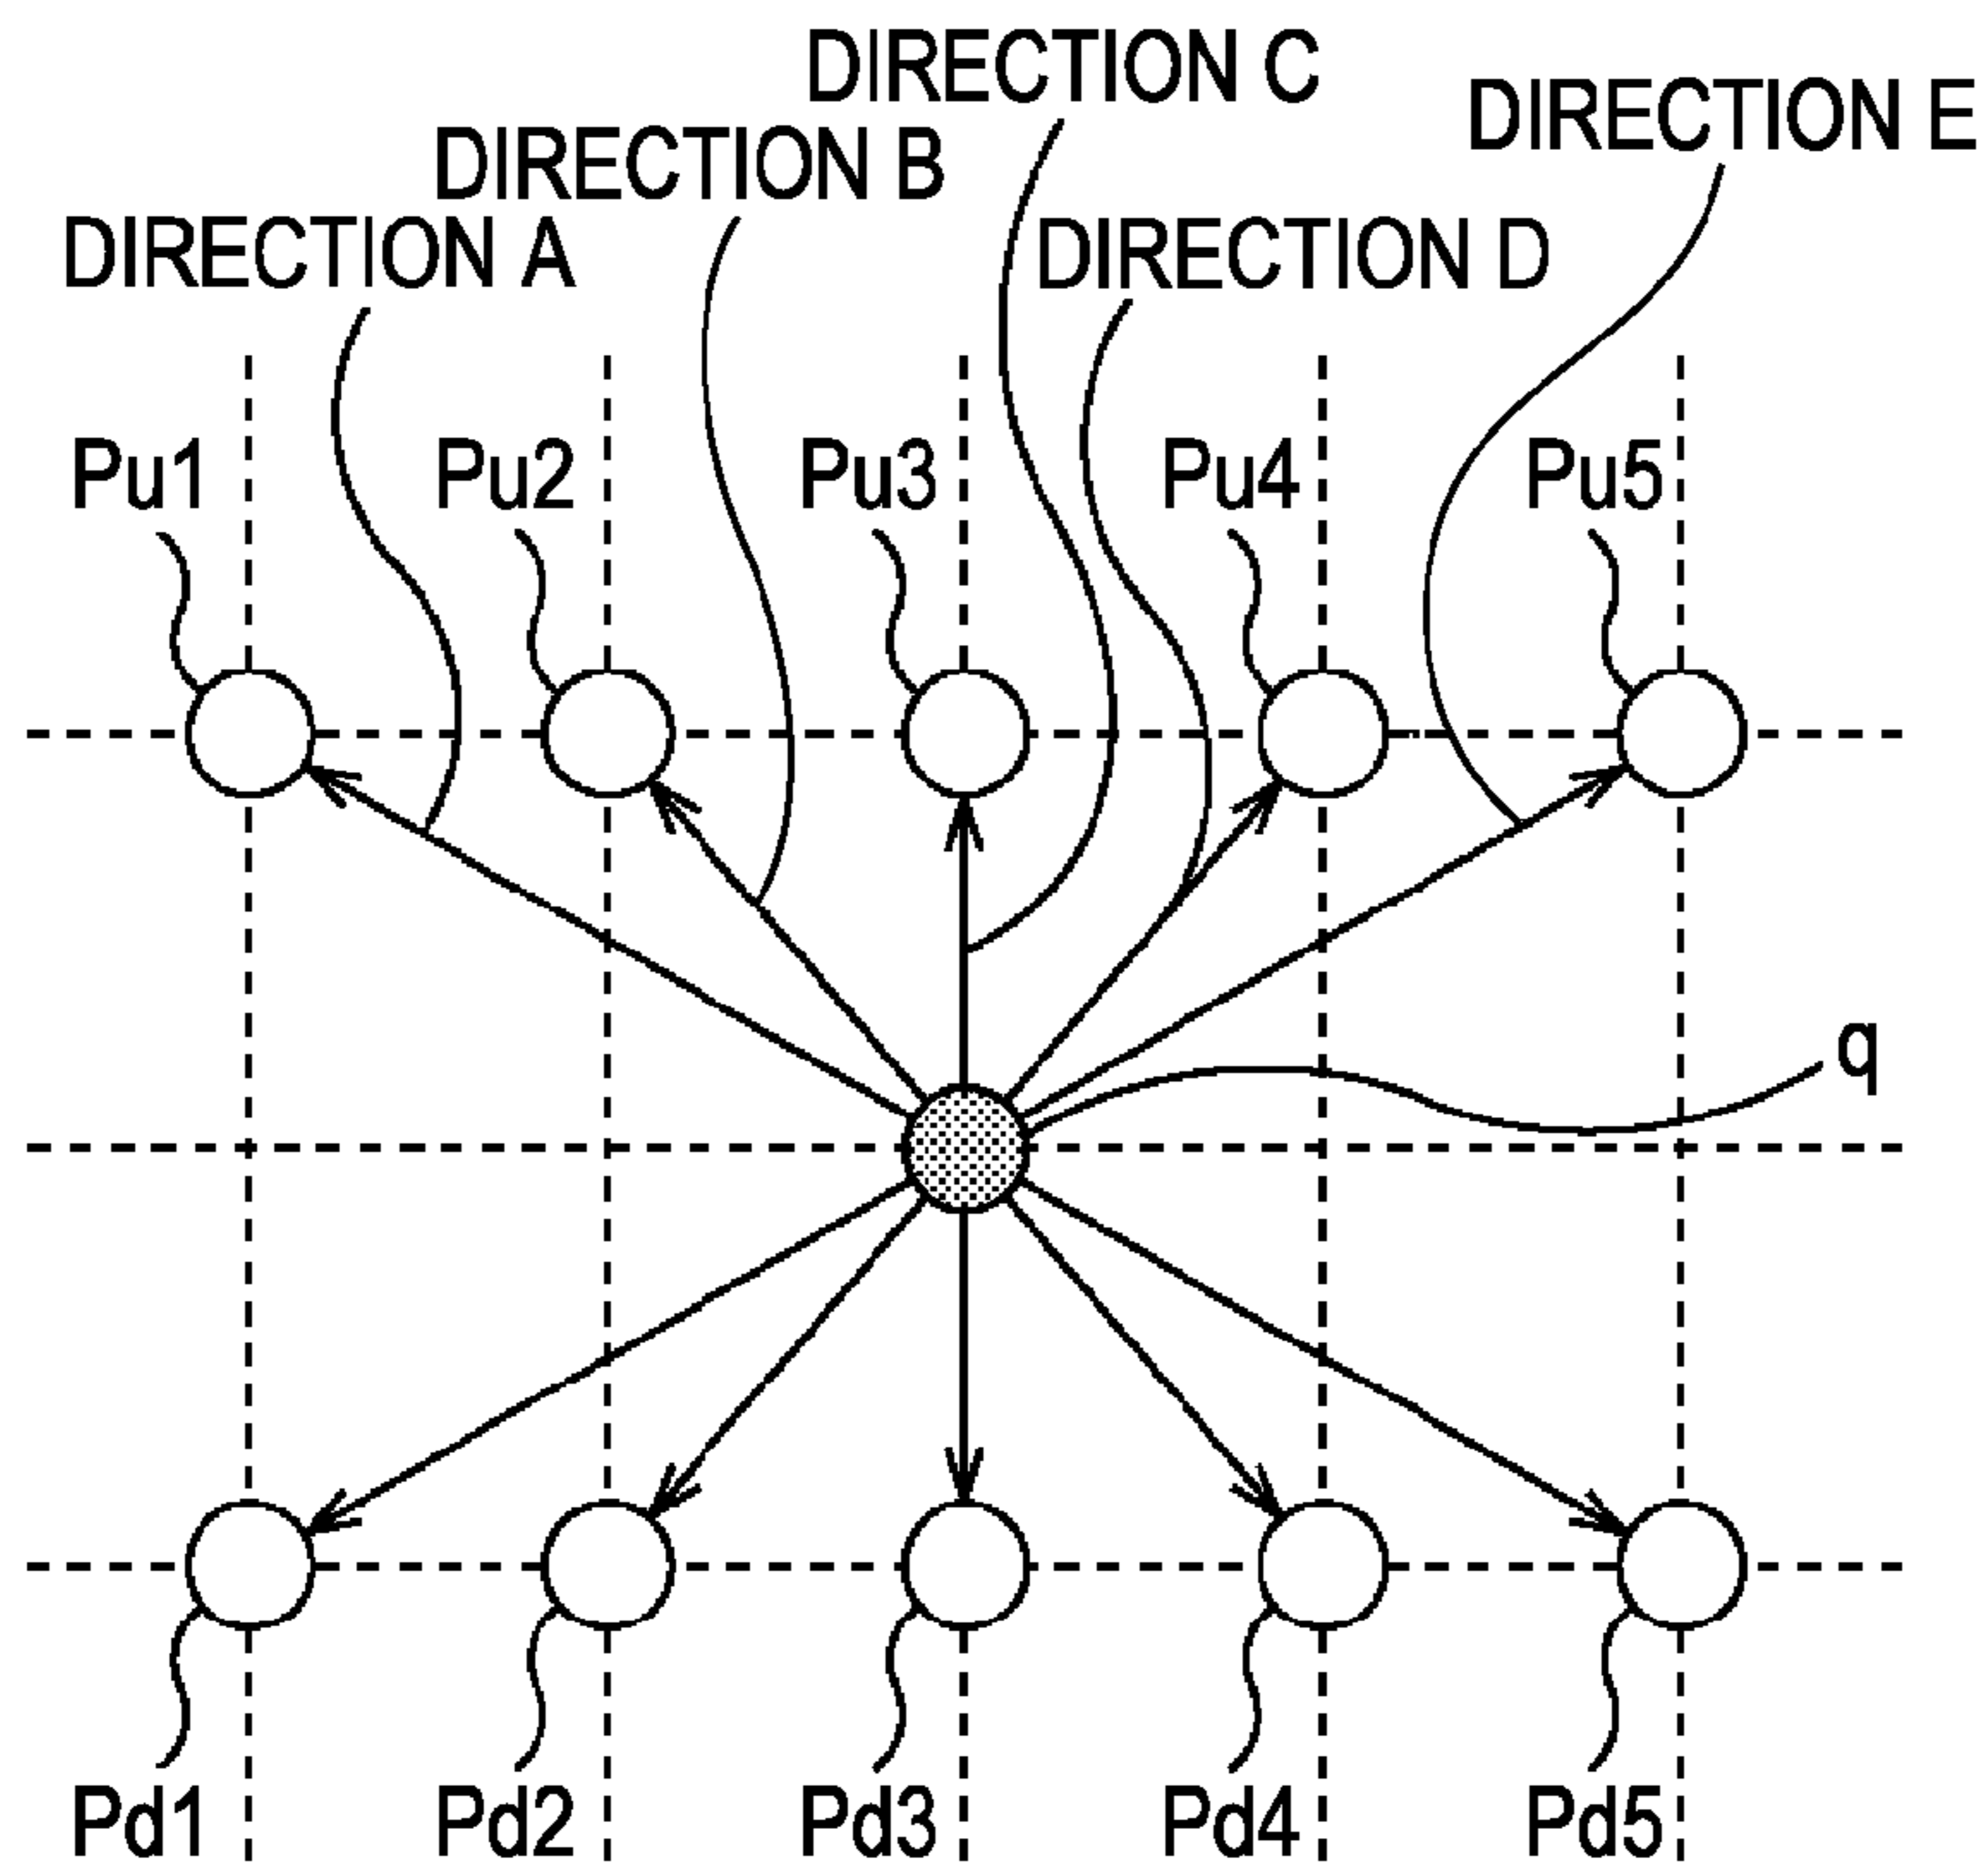 DIRECTION C
DIRECTION E
DIRECTION B
DIRECTION A
DIRECTION D
Pu1 Pu2 Pu3 Pu4 Pu5
q
Pd1 Pd2 Pd3 Pd4 Pd5